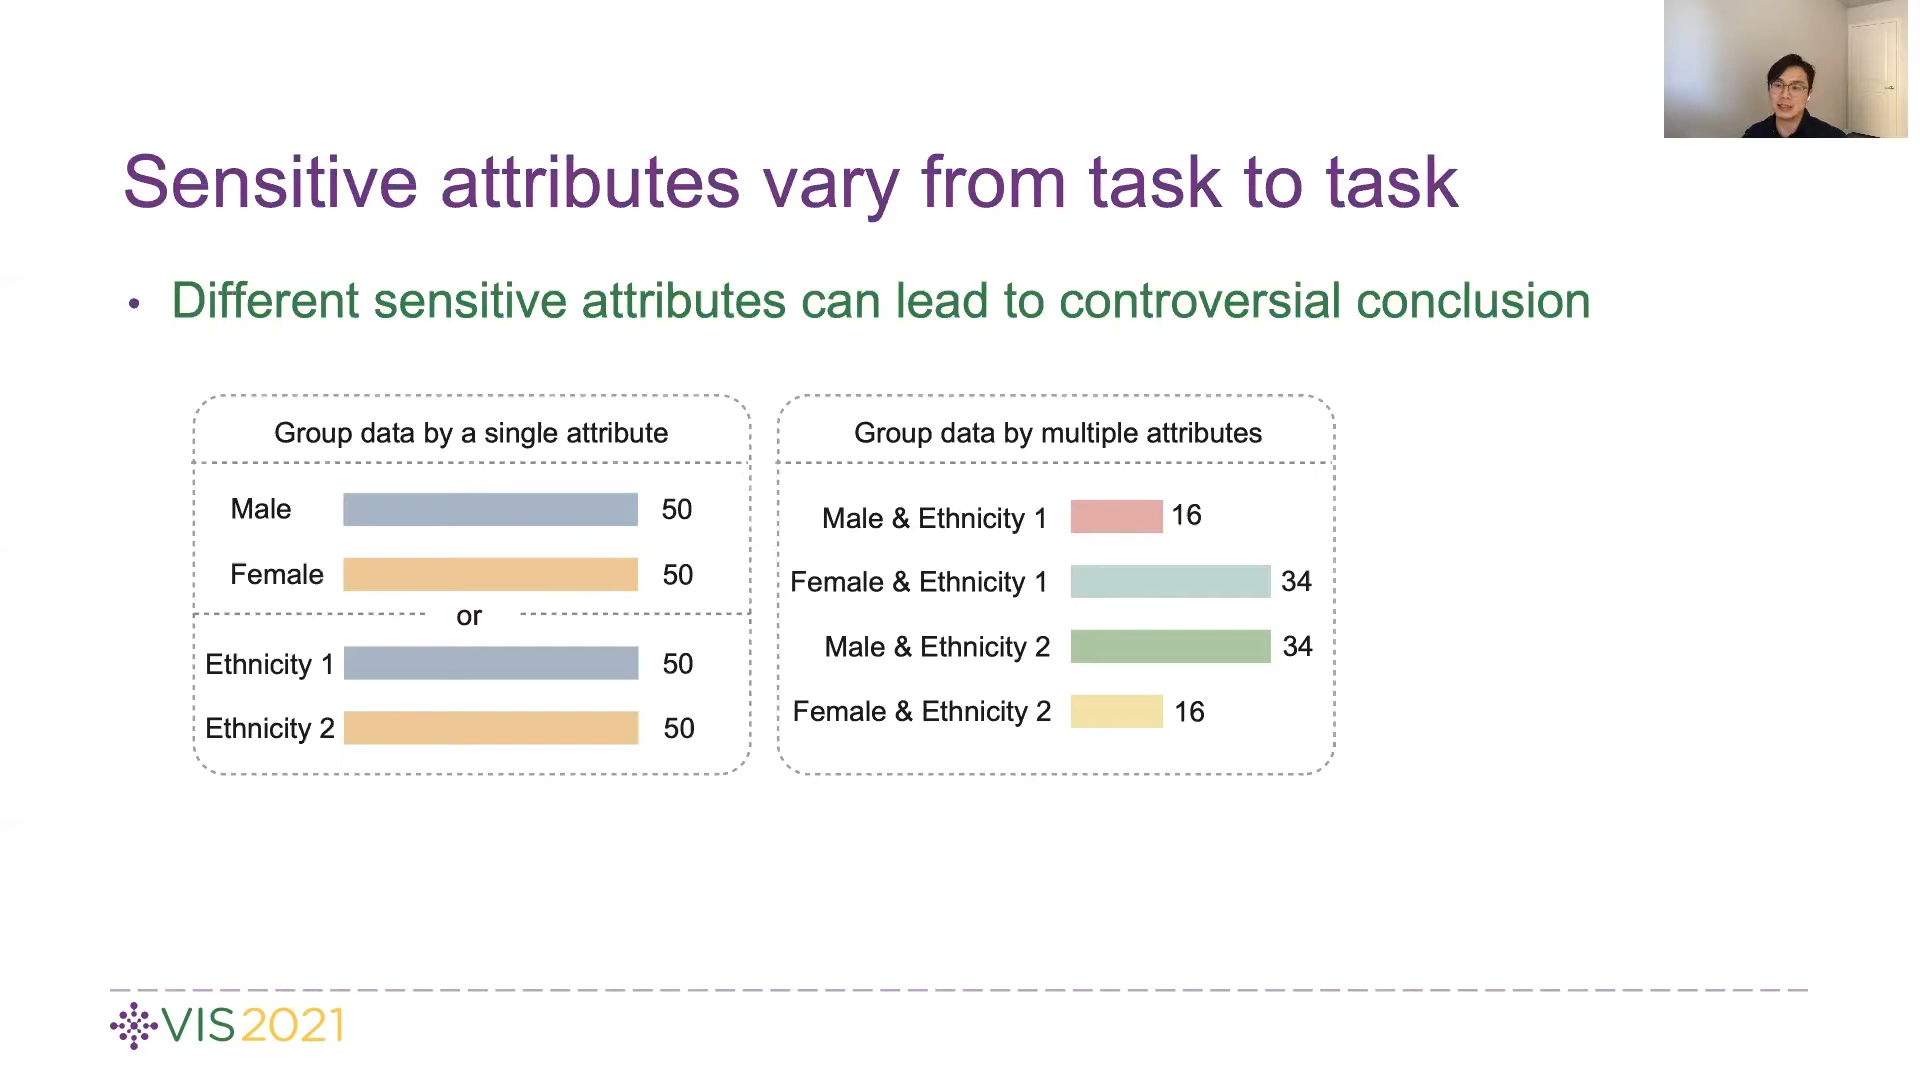 Sensitive attributes vary from task to task
• Different sensitive attributes can lead to controversial conclusion
Group data by a single attribute
Male 50
Female 50
or
Ethnicity 1 50
Ethnicity 2 50
Group data by multiple attributes
Male & Ethnicity 1 16
Female & Ethnicity 1 34
Male & Ethnicity 2 34
Female & Ethnicity 2 16
VIS2021